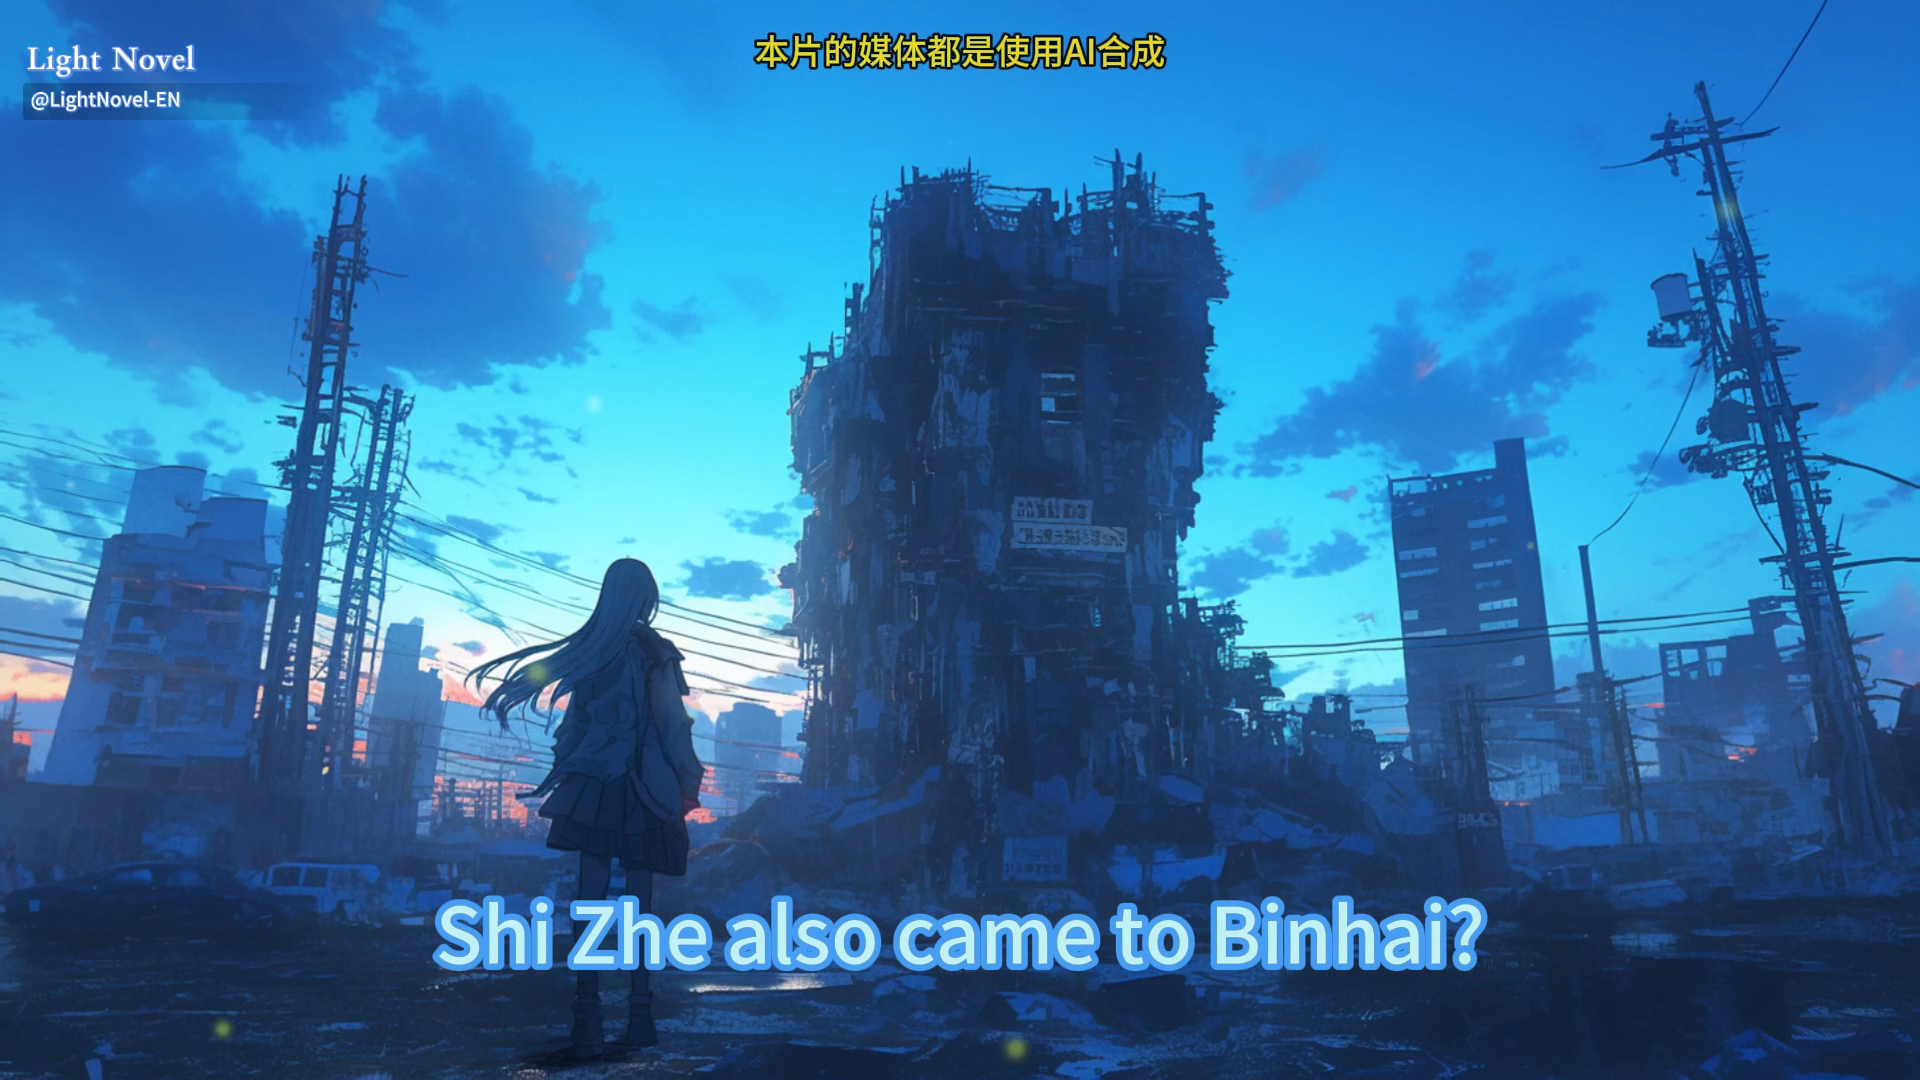 本片的媒体都是使用AI合成
Light Novel
@LightNovel-EN
Shi Zhe also came to Binhai?